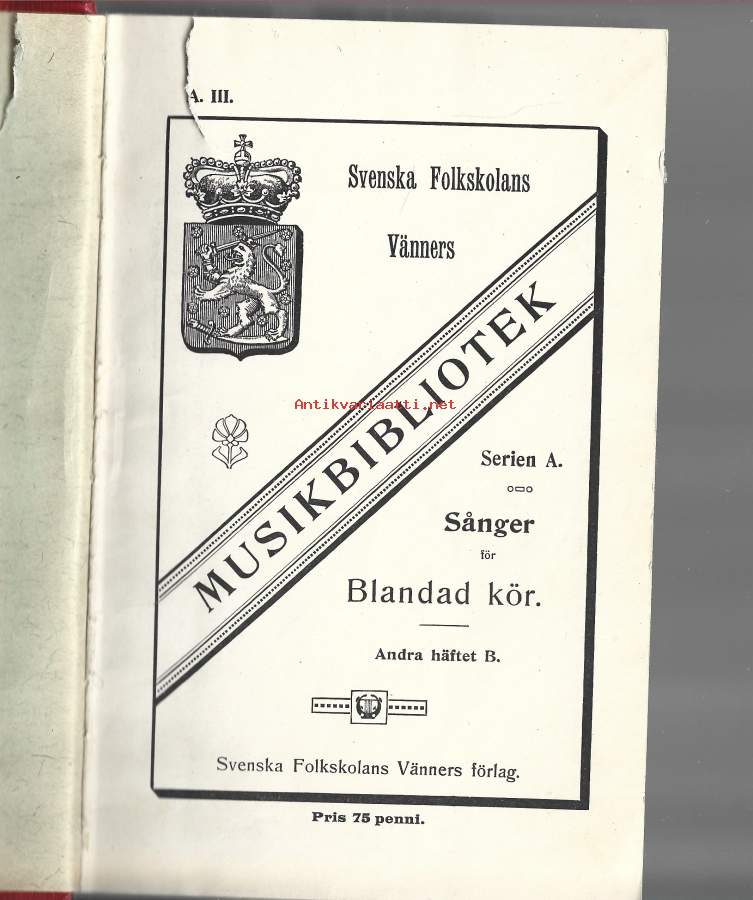 A. III.
Svenska Folkskolans
Vänners
MUSIKBIBLIOTEK
Antikvariaatti.net
Serien A.
Sånger
för
Blandad kör.
Andra häftet B.
Svenska Folkskolans Vänners förlag.
Pris 75 penni.